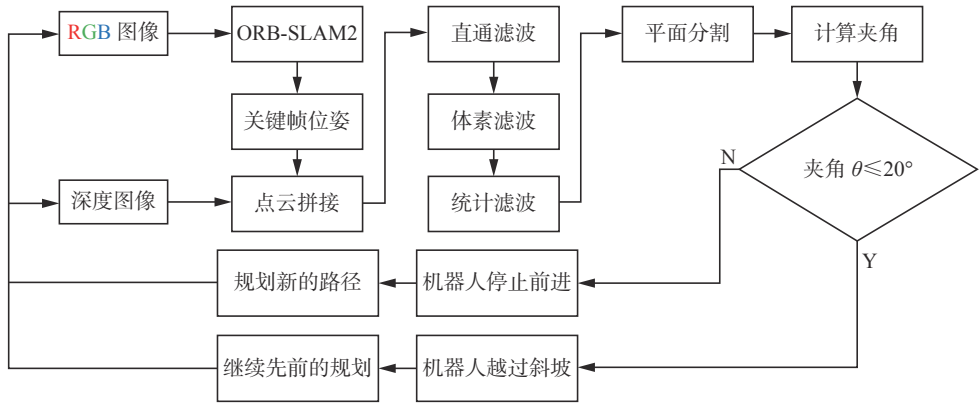 RGB 图像
ORB-SLAM2
直通滤波
平面分割
计算夹角
关键帧位姿
体素滤波
夹角 θ≤20°
N
深度图像
点云拼接
统计滤波
Y
规划新的路径
机器人停止前进
继续先前的规划
机器人越过斜坡